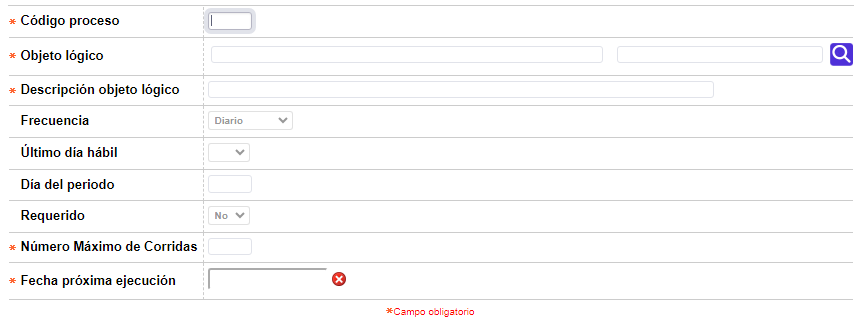 * Código proceso
* Objeto lógico
* Descripción objeto lógico
Frecuencia Diario
Último día hábil
Día del periodo
Requerido No
* Número Máximo de Corridas
* Fecha próxima ejecución
*Campo obligatorio